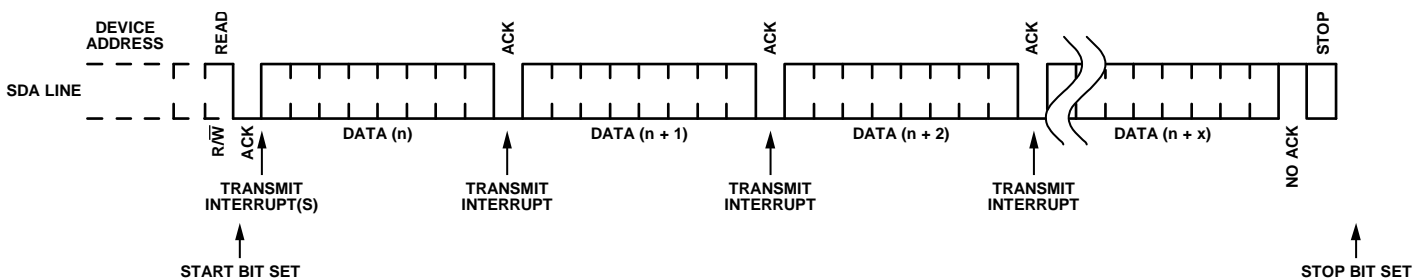 DEVICE
ADDRESS
READ
ACK
ACK
ACK
STOP
SDA LINE
R/W̅
ACK
DATA (n)
DATA (n + 1)
DATA (n + 2)
DATA (n + x)
NO ACK
TRANSMIT
INTERRUPT(S)
TRANSMIT
INTERRUPT
TRANSMIT
INTERRUPT
TRANSMIT
INTERRUPT
START BIT SET
STOP BIT SET